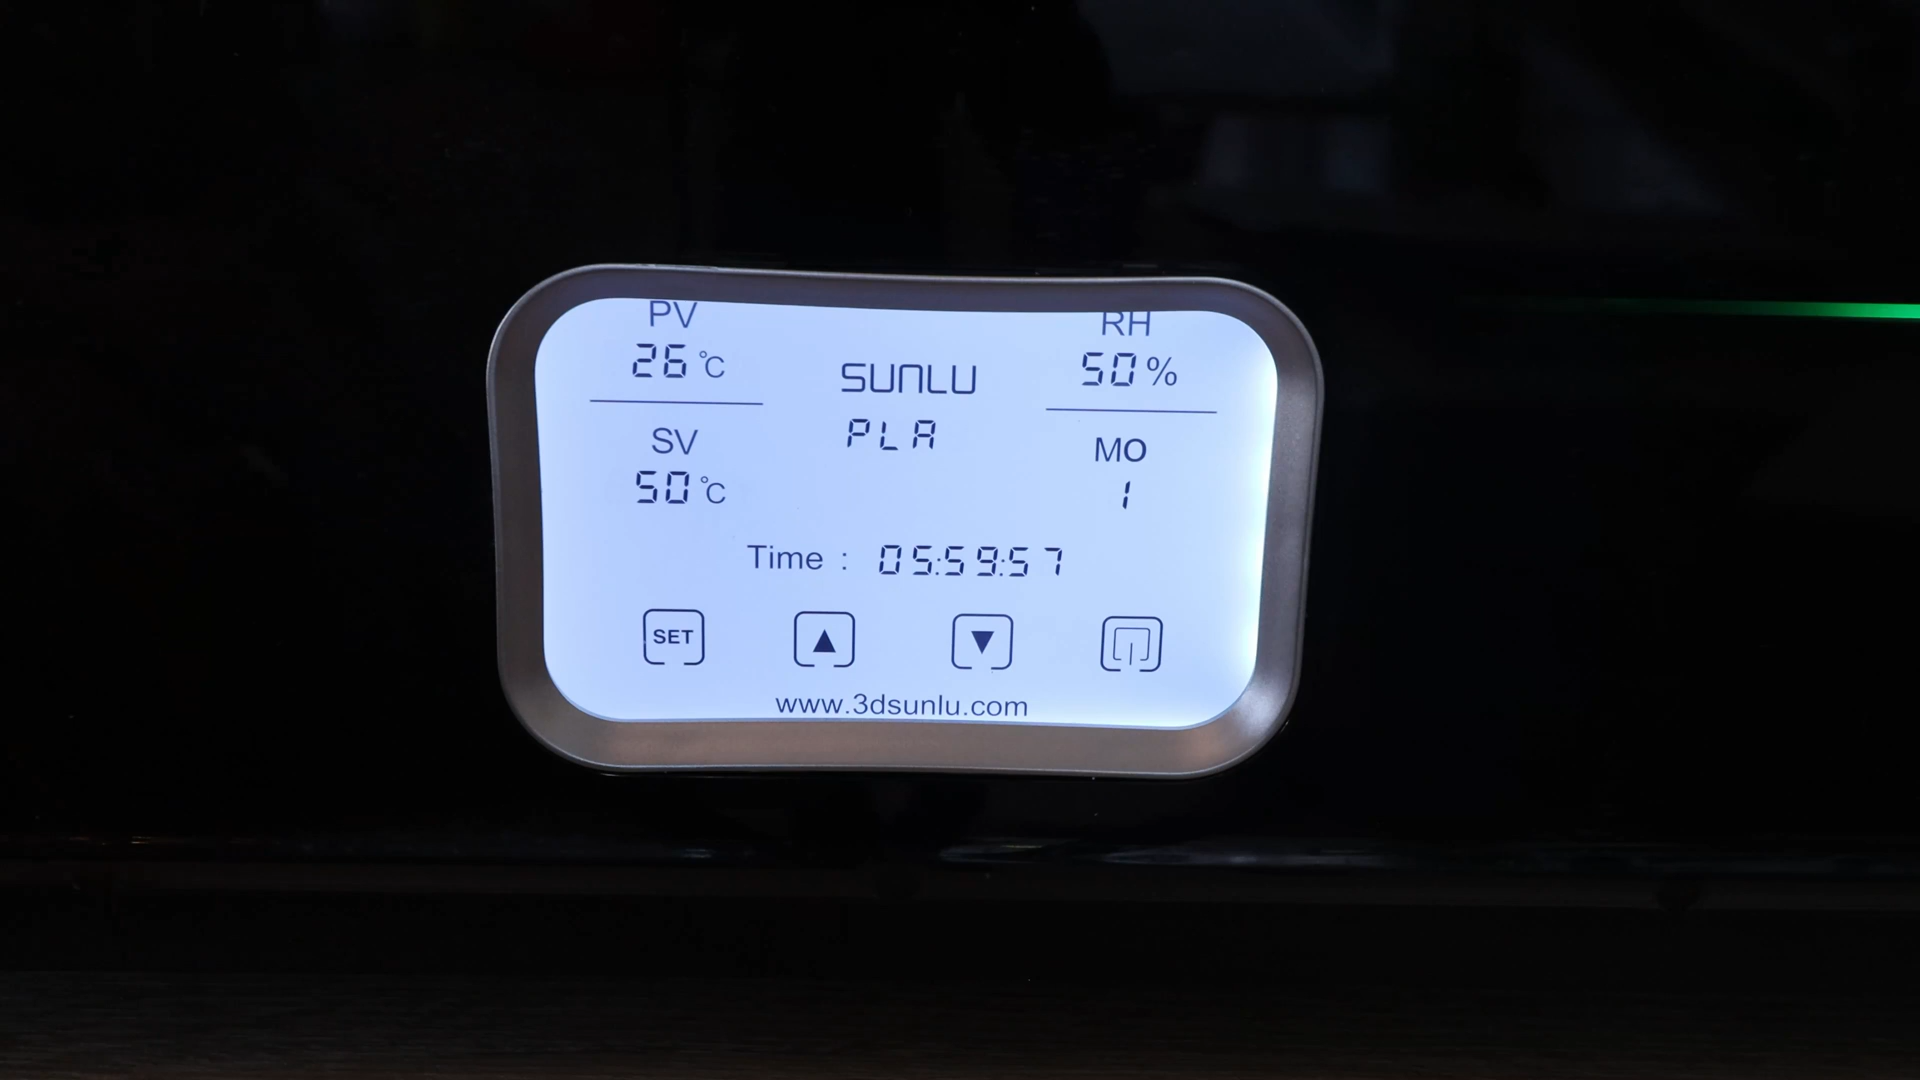 PV
26 °C
SV
50 °C
SUNLU
PLA
RH
50 %
MO
1
Time : 05:59:57
SET
www.3dsunlu.com